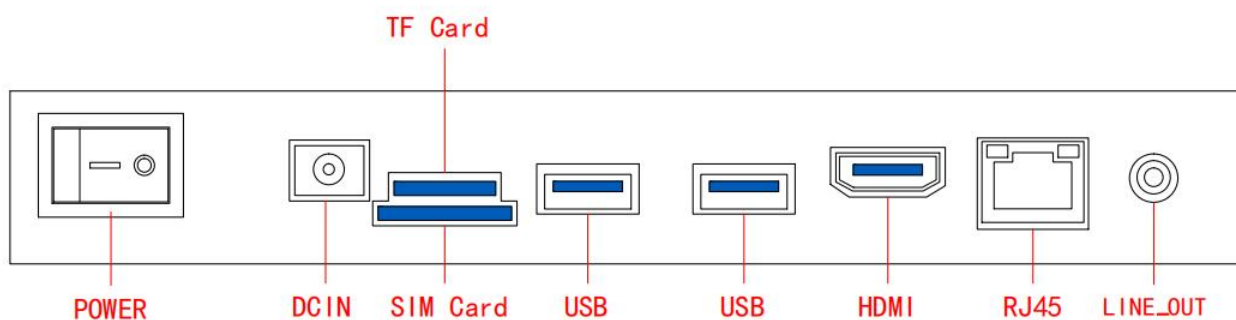 TF Card
POWER
DCIN
SIM Card
USB
USB
HDMI
RJ45
LINE_OUT